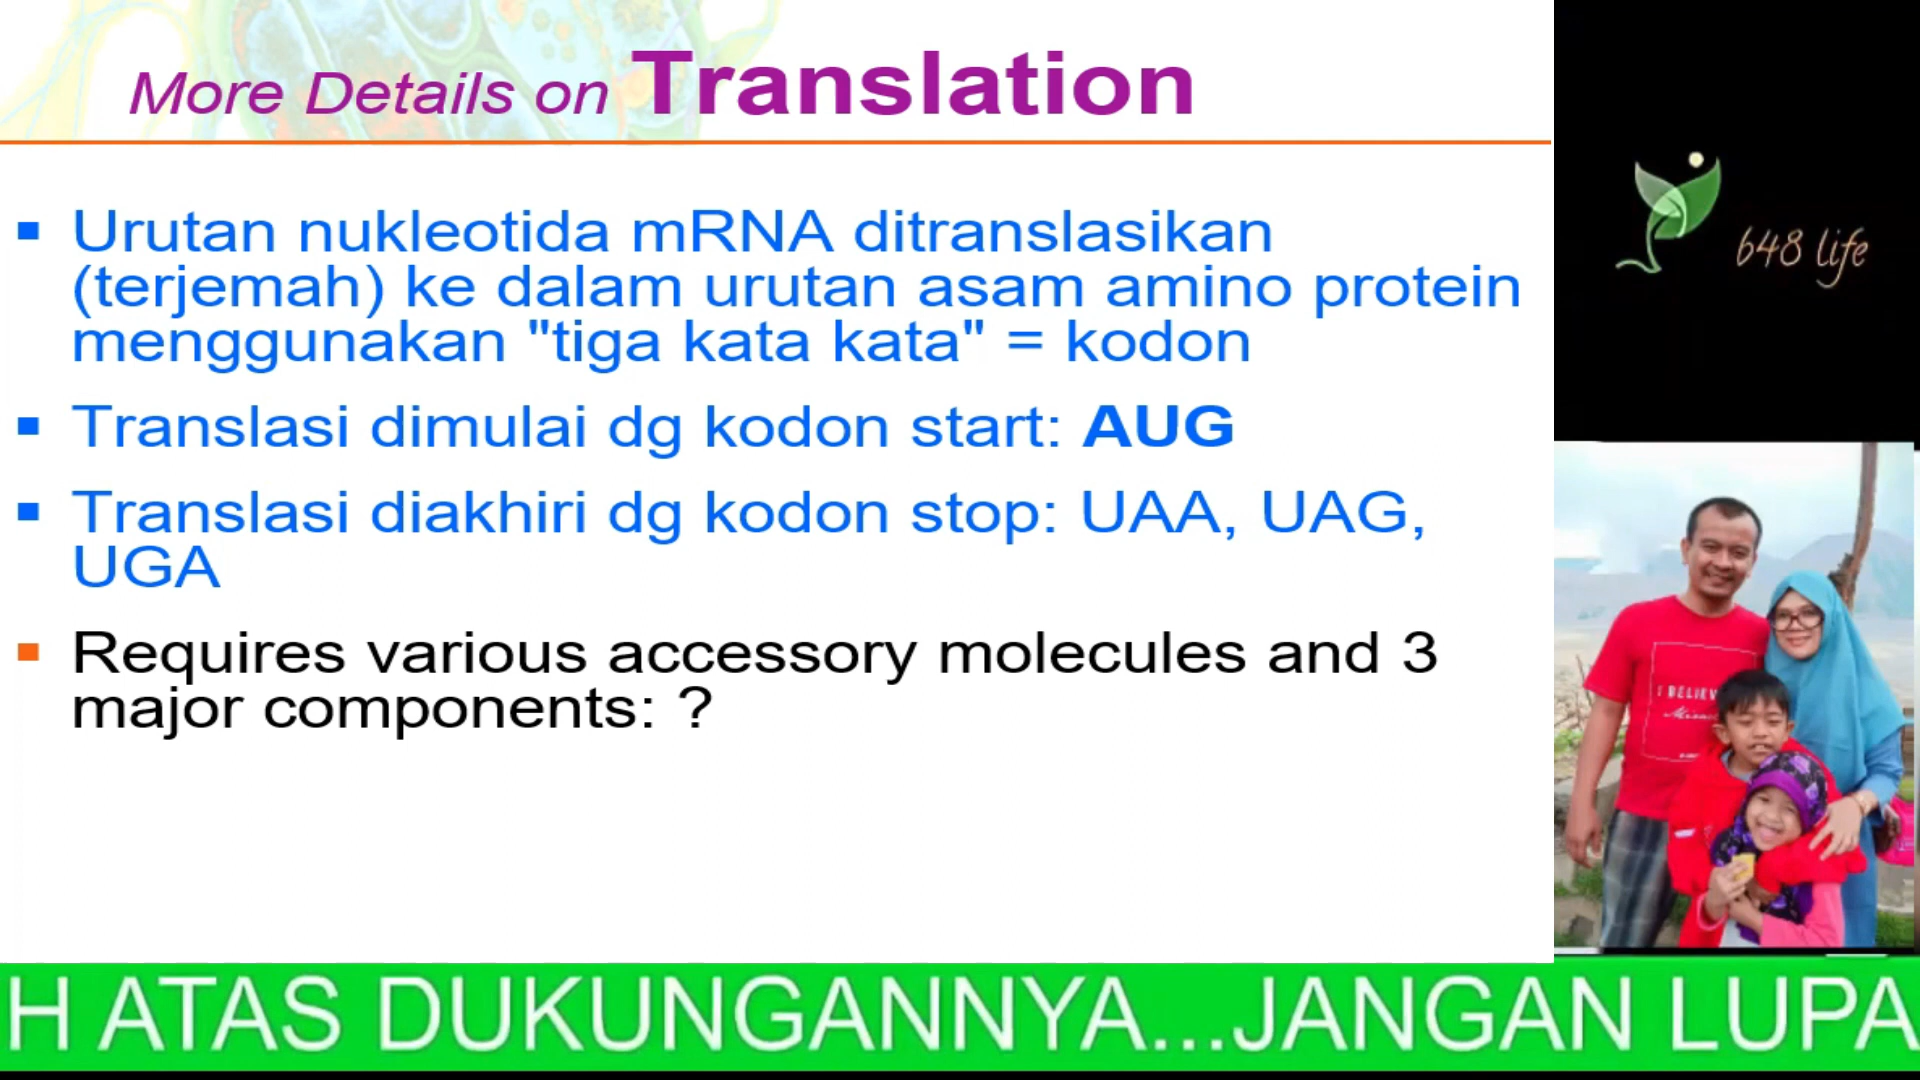 More Details on Translation
Urutan nukleotida mRNA ditranslasikan
(terjemah) ke dalam urutan asam amino protein
menggunakan "tiga kata kata" = kodon
Translasi dimulai dg kodon start: AUG
Translasi diakhiri dg kodon stop: UAA, UAG,
UGA
Requires various accessory molecules and 3
major components: ?
648 life
I BELIEV
H ATAS DUKUNGANNYA...JANGAN LUPA